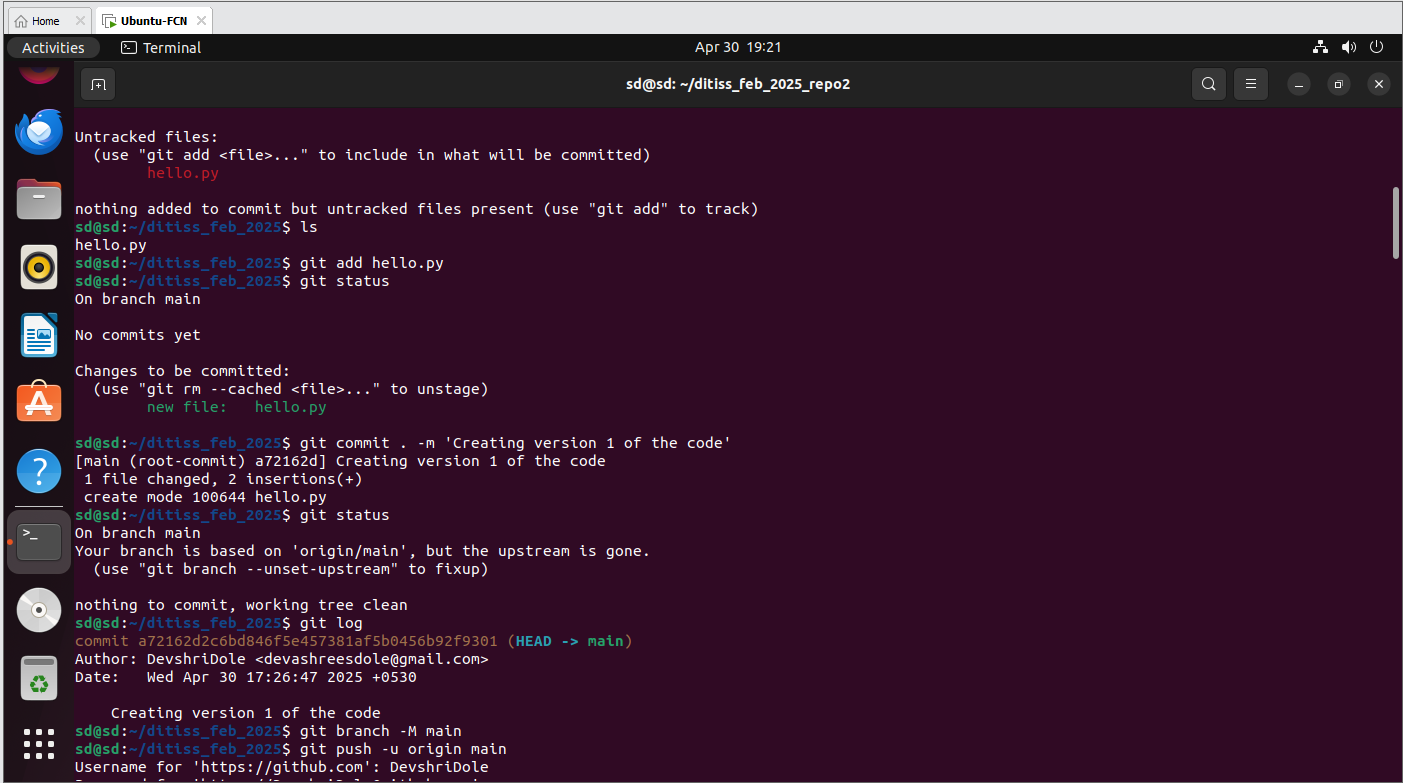 Home
Ubuntu-FCN
Activities
Terminal
Apr 30 19:21
sd@sd: ~/ditiss_feb_2025_repo2
Untracked files:
(use "git add <file>..." to include in what will be committed)
hello.py
nothing added to commit but untracked files present (use "git add" to track)
sd@sd:~/ditiss_feb_2025$ ls
hello.py
sd@sd:~/ditiss_feb_2025$ git add hello.py
sd@sd:~/ditiss_feb_2025$ git status
On branch main
No commits yet
Changes to be committed:
(use "git rm --cached <file>..." to unstage)
new file:   hello.py
sd@sd:~/ditiss_feb_2025$ git commit . -m 'Creating version 1 of the code'
[main (root-commit) a72162d] Creating version 1 of the code
1 file changed, 2 insertions(+)
create mode 100644 hello.py
sd@sd:~/ditiss_feb_2025$ git status
On branch main
Your branch is based on 'origin/main', but the upstream is gone.
(use "git branch --unset-upstream" to fixup)
nothing to commit, working tree clean
sd@sd:~/ditiss_feb_2025$ git log
commit a72162d2c6bd846f5e457381af5b0456b92f9301 (HEAD -> main)
Author: DevshriDole <devashreesdole@gmail.com>
Date:   Wed Apr 30 17:26:47 2025 +0530
Creating version 1 of the code
sd@sd:~/ditiss_feb_2025$ git branch -M main
sd@sd:~/ditiss_feb_2025$ git push -u origin main
Username for 'https://github.com': DevshriDole